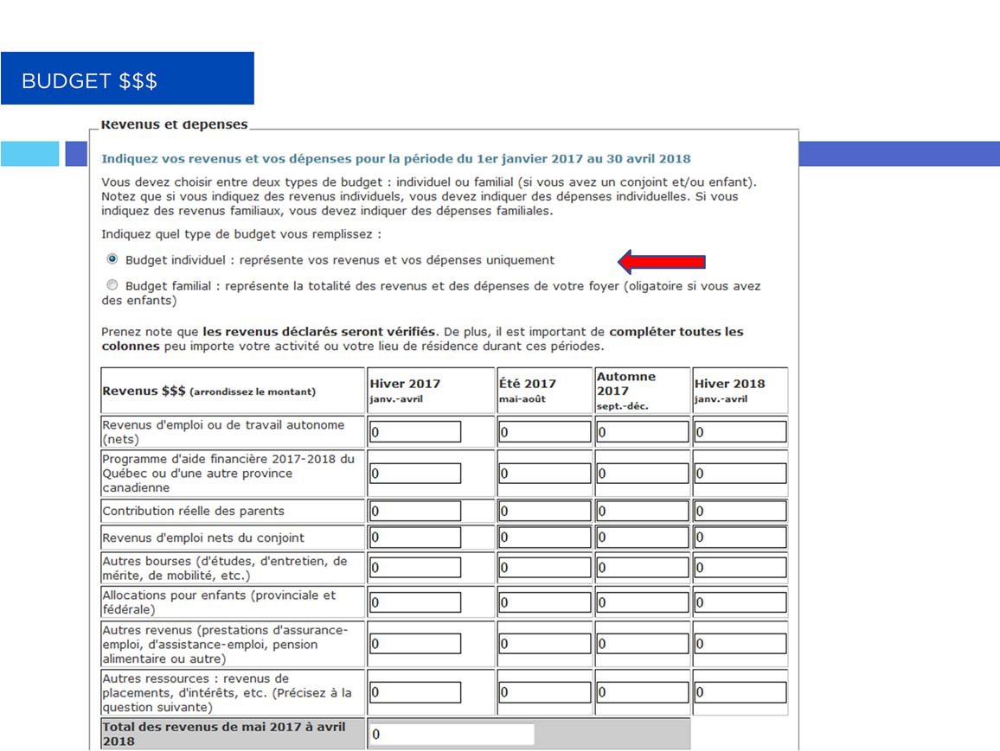 BUDGET $$$
Revenus et dépenses
Indiquez vos revenus et vos dépenses pour la période du 1er janvier 2017 au 30 avril 2018
Vous devez choisir entre deux types de budget : individuel ou familial (si vous avez un conjoint et/ou enfant).
Notez que si vous indiquez des revenus individuels, vous devez indiquer des dépenses individuelles. Si vous
indiquez des revenus familiaux, vous devez indiquer des dépenses familiales.
Indiquez quel type de budget vous remplissez :
Budget individuel : représente vos revenus et vos dépenses uniquement
Budget familial : représente la totalité des revenus et des dépenses de votre foyer (oligatoire si vous avez
des enfants)
Prenez note que les revenus déclarés seront vérifiés. De plus, il est important de compléter toutes les
colonnes peu importe votre activité ou votre lieu de résidence durant ces périodes.
Revenus $$$ (arrondissez le montant)
Hiver 2017
janv.-avril
Été 2017
mai-août
Automne
2017
sept.-déc.
Hiver 2018
janv.-avril
Revenus d'emploi ou de travail autonome
(nets)
0 0 0 0
Programme d'aide financière 2017-2018 du
Québec ou d'une autre province
canadienne
0 0 0 0
Contribution réelle des parents
0 0 0 0
Revenus d'emploi nets du conjoint
0 0 0 0
Autres bourses (d'études, d'entretien, de
mérite, de mobilité, etc.)
0 0 0 0
Allocations pour enfants (provinciale et
fédérale)
0 0 0 0
Autres revenus (prestations d'assurance-
emploi, d'assistance-emploi, pension
alimentaire ou autre)
0 0 0 0
Autres ressources : revenus de
placements, d'intérêts, etc. (Précisez à la
question suivante)
0 0 0 0
Total des revenus de mai 2017 à avril
2018
0